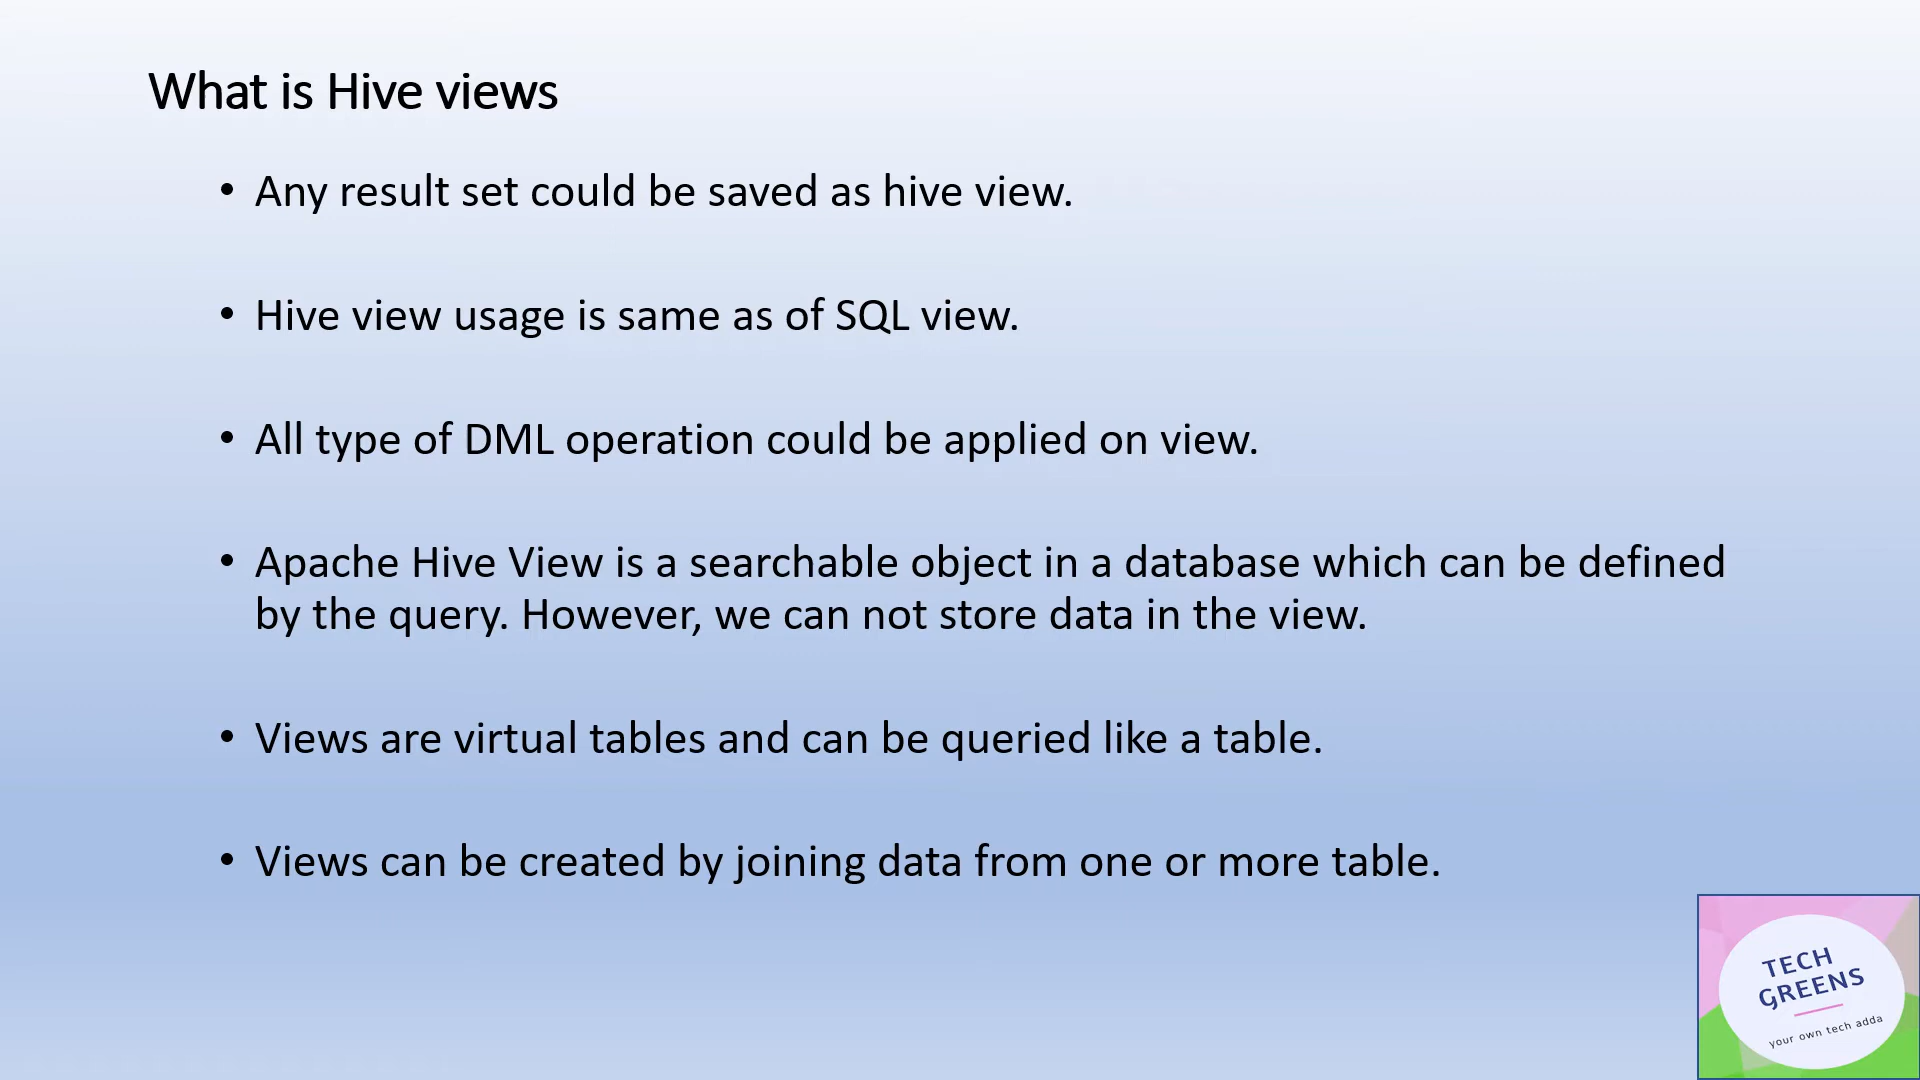 What is Hive views
• Any result set could be saved as hive view.
• Hive view usage is same as of SQL view.
• All type of DML operation could be applied on view.
• Apache Hive View is a searchable object in a database which can be defined
by the query. However, we can not store data in the view.
• Views are virtual tables and can be queried like a table.
• Views can be created by joining data from one or more table.
TECH
GREENS
your own tech adda